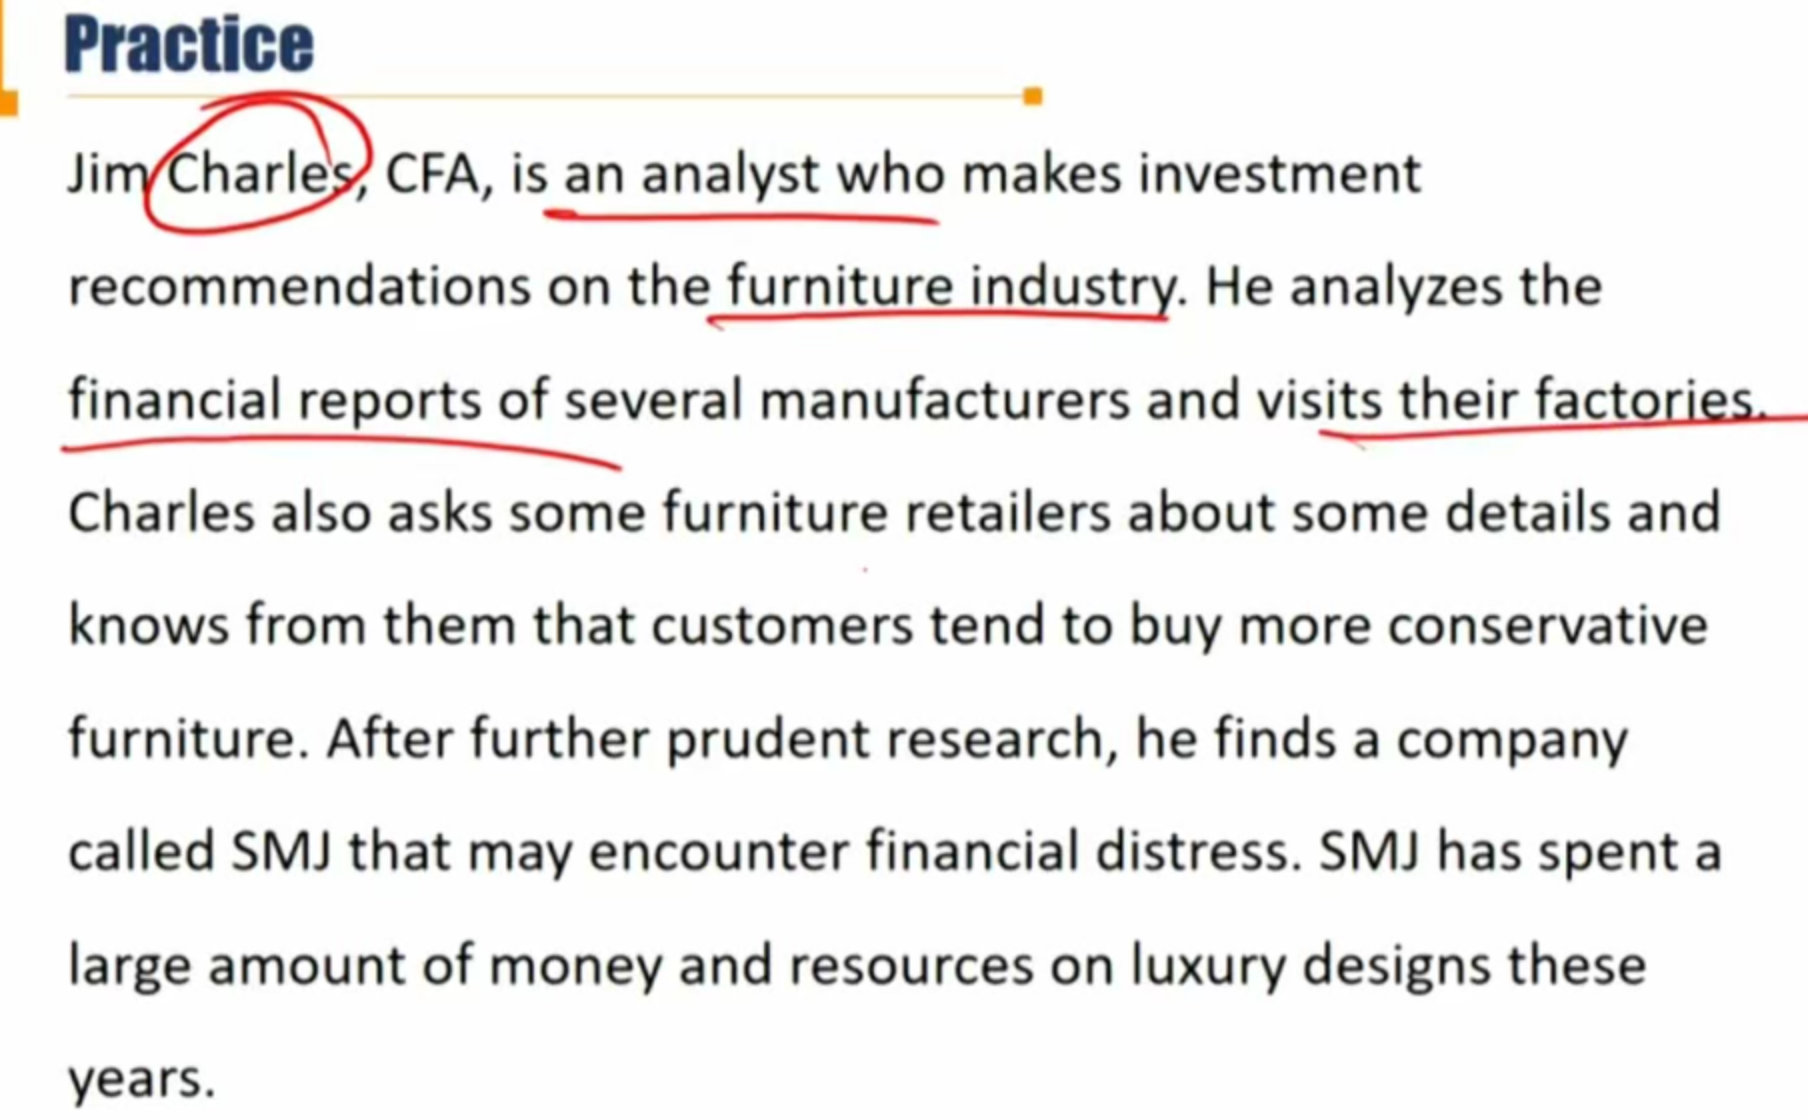 Practice
Jim Charles, CFA, is an analyst who makes investment
recommendations on the furniture industry. He analyzes the
financial reports of several manufacturers and visits their factories.
Charles also asks some furniture retailers about some details and
knows from them that customers tend to buy more conservative
furniture. After further prudent research, he finds a company
called SMJ that may encounter financial distress. SMJ has spent a
large amount of money and resources on luxury designs these
years.